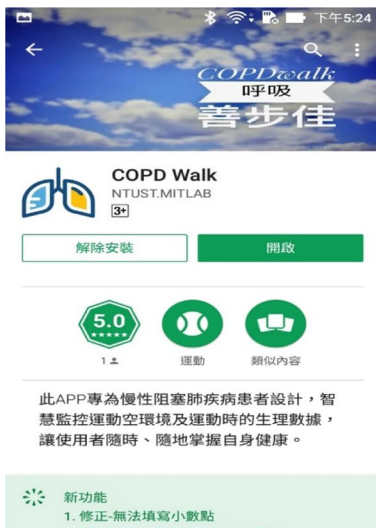 下午5:24
COPDwalk
呼吸
善步佳
COPD Walk
NTUST.MITLAB
3+
解除安裝
開啟
5.0
1
運動
類似內容
此APP專為慢性阻塞肺疾病患者設計，智
慧監控運動空環境及運動時的生理數據，
讓使用者隨時、隨地掌握自身健康。
新功能
1. 修正-無法填寫小數點